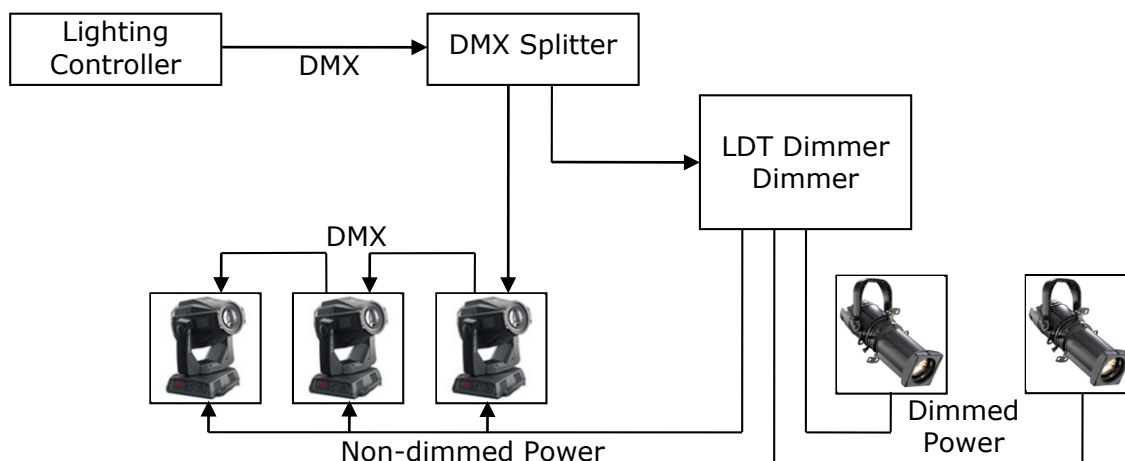 Lighting
Controller
DMX
DMX Splitter
LDT Dimmer
Dimmer
DMX
Dimmed
Power
Non-dimmed Power